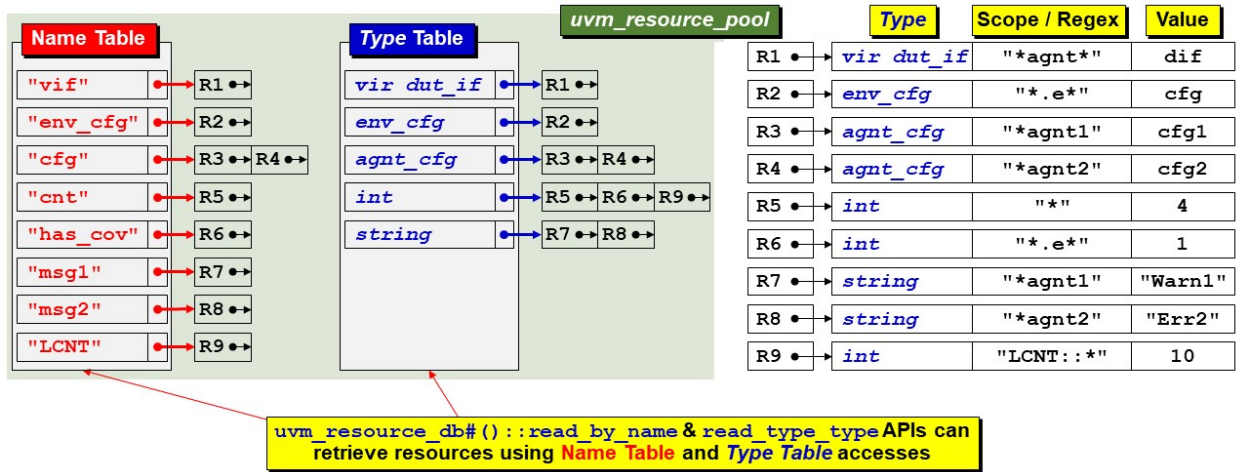 uvm_resource_pool
Name Table
Type Table
"vif" R1
"env_cfg" R2
"cfg" R3 R4
"cnt" R5
"has_cov" R6
"msg1" R7
"msg2" R8
"LCNT" R9
vir dut_if R1
env_cfg R2
agnt_cfg R3 R4
int R5 R6 R9
string R7 R8
Type Scope / Regex Value
R1 vir dut_if "*agnt*" dif
R2 env_cfg "*.e*" cfg
R3 agnt_cfg "*agnt1" cfg1
R4 agnt_cfg "*agnt2" cfg2
R5 int "*" 4
R6 int "*.e*" 1
R7 string "*agnt1" "Warn1"
R8 string "*agnt2" "Err2"
R9 int "LCNT::*" 10
uvm_resource_db#()::read_by_name & read_type_type APIs can
retrieve resources using Name Table and Type Table accesses